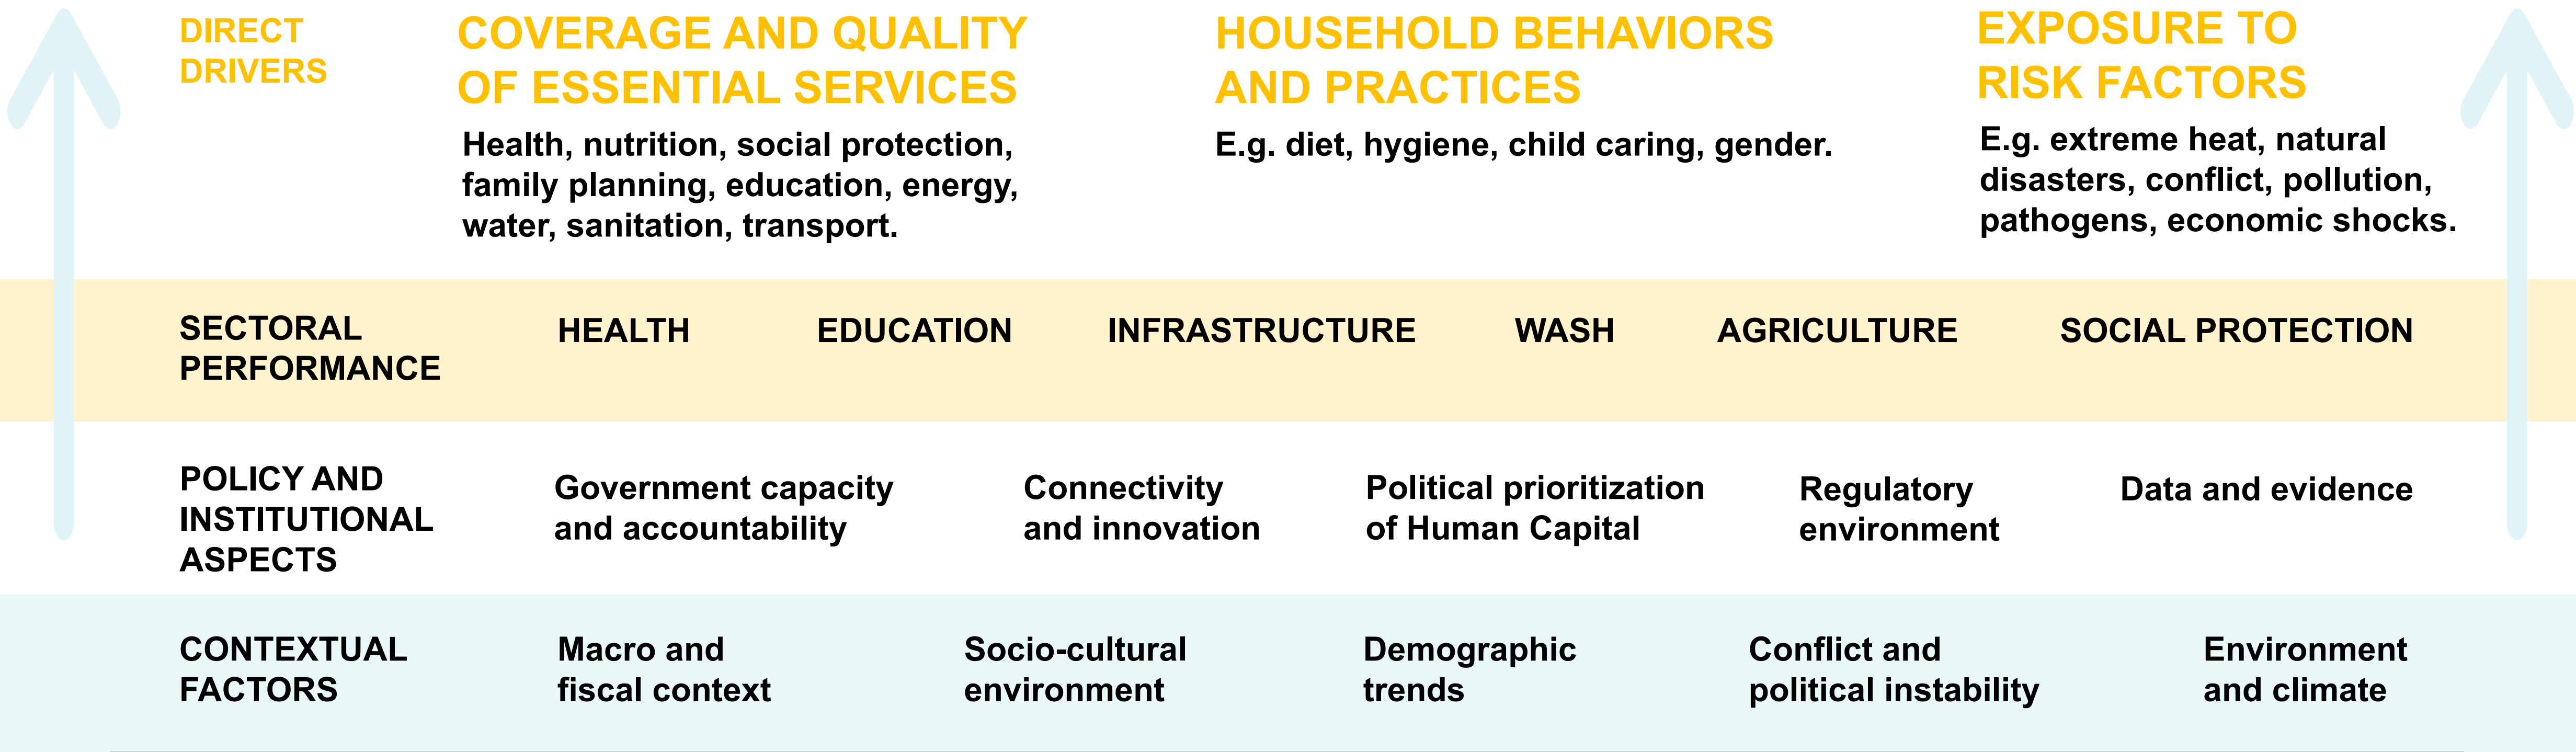 DIRECT
DRIVERS
COVERAGE AND QUALITY
OF ESSENTIAL SERVICES
Health, nutrition, social protection,
family planning, education, energy,
water, sanitation, transport.
HOUSEHOLD BEHAVIORS
AND PRACTICES
E.g. diet, hygiene, child caring, gender.
EXPOSURE TO
RISK FACTORS
E.g. extreme heat, natural
disasters, conflict, pollution,
pathogens, economic shocks.
SECTORAL
PERFORMANCE
HEALTH
EDUCATION
INFRASTRUCTURE
WASH
AGRICULTURE
SOCIAL PROTECTION
POLICY AND
INSTITUTIONAL
ASPECTS
Government capacity
and accountability
Connectivity
and innovation
Political prioritization
of Human Capital
Regulatory
environment
Data and evidence
CONTEXTUAL
FACTORS
Macro and
fiscal context
Socio-cultural
environment
Demographic
trends
Conflict and
political instability
Environment
and climate